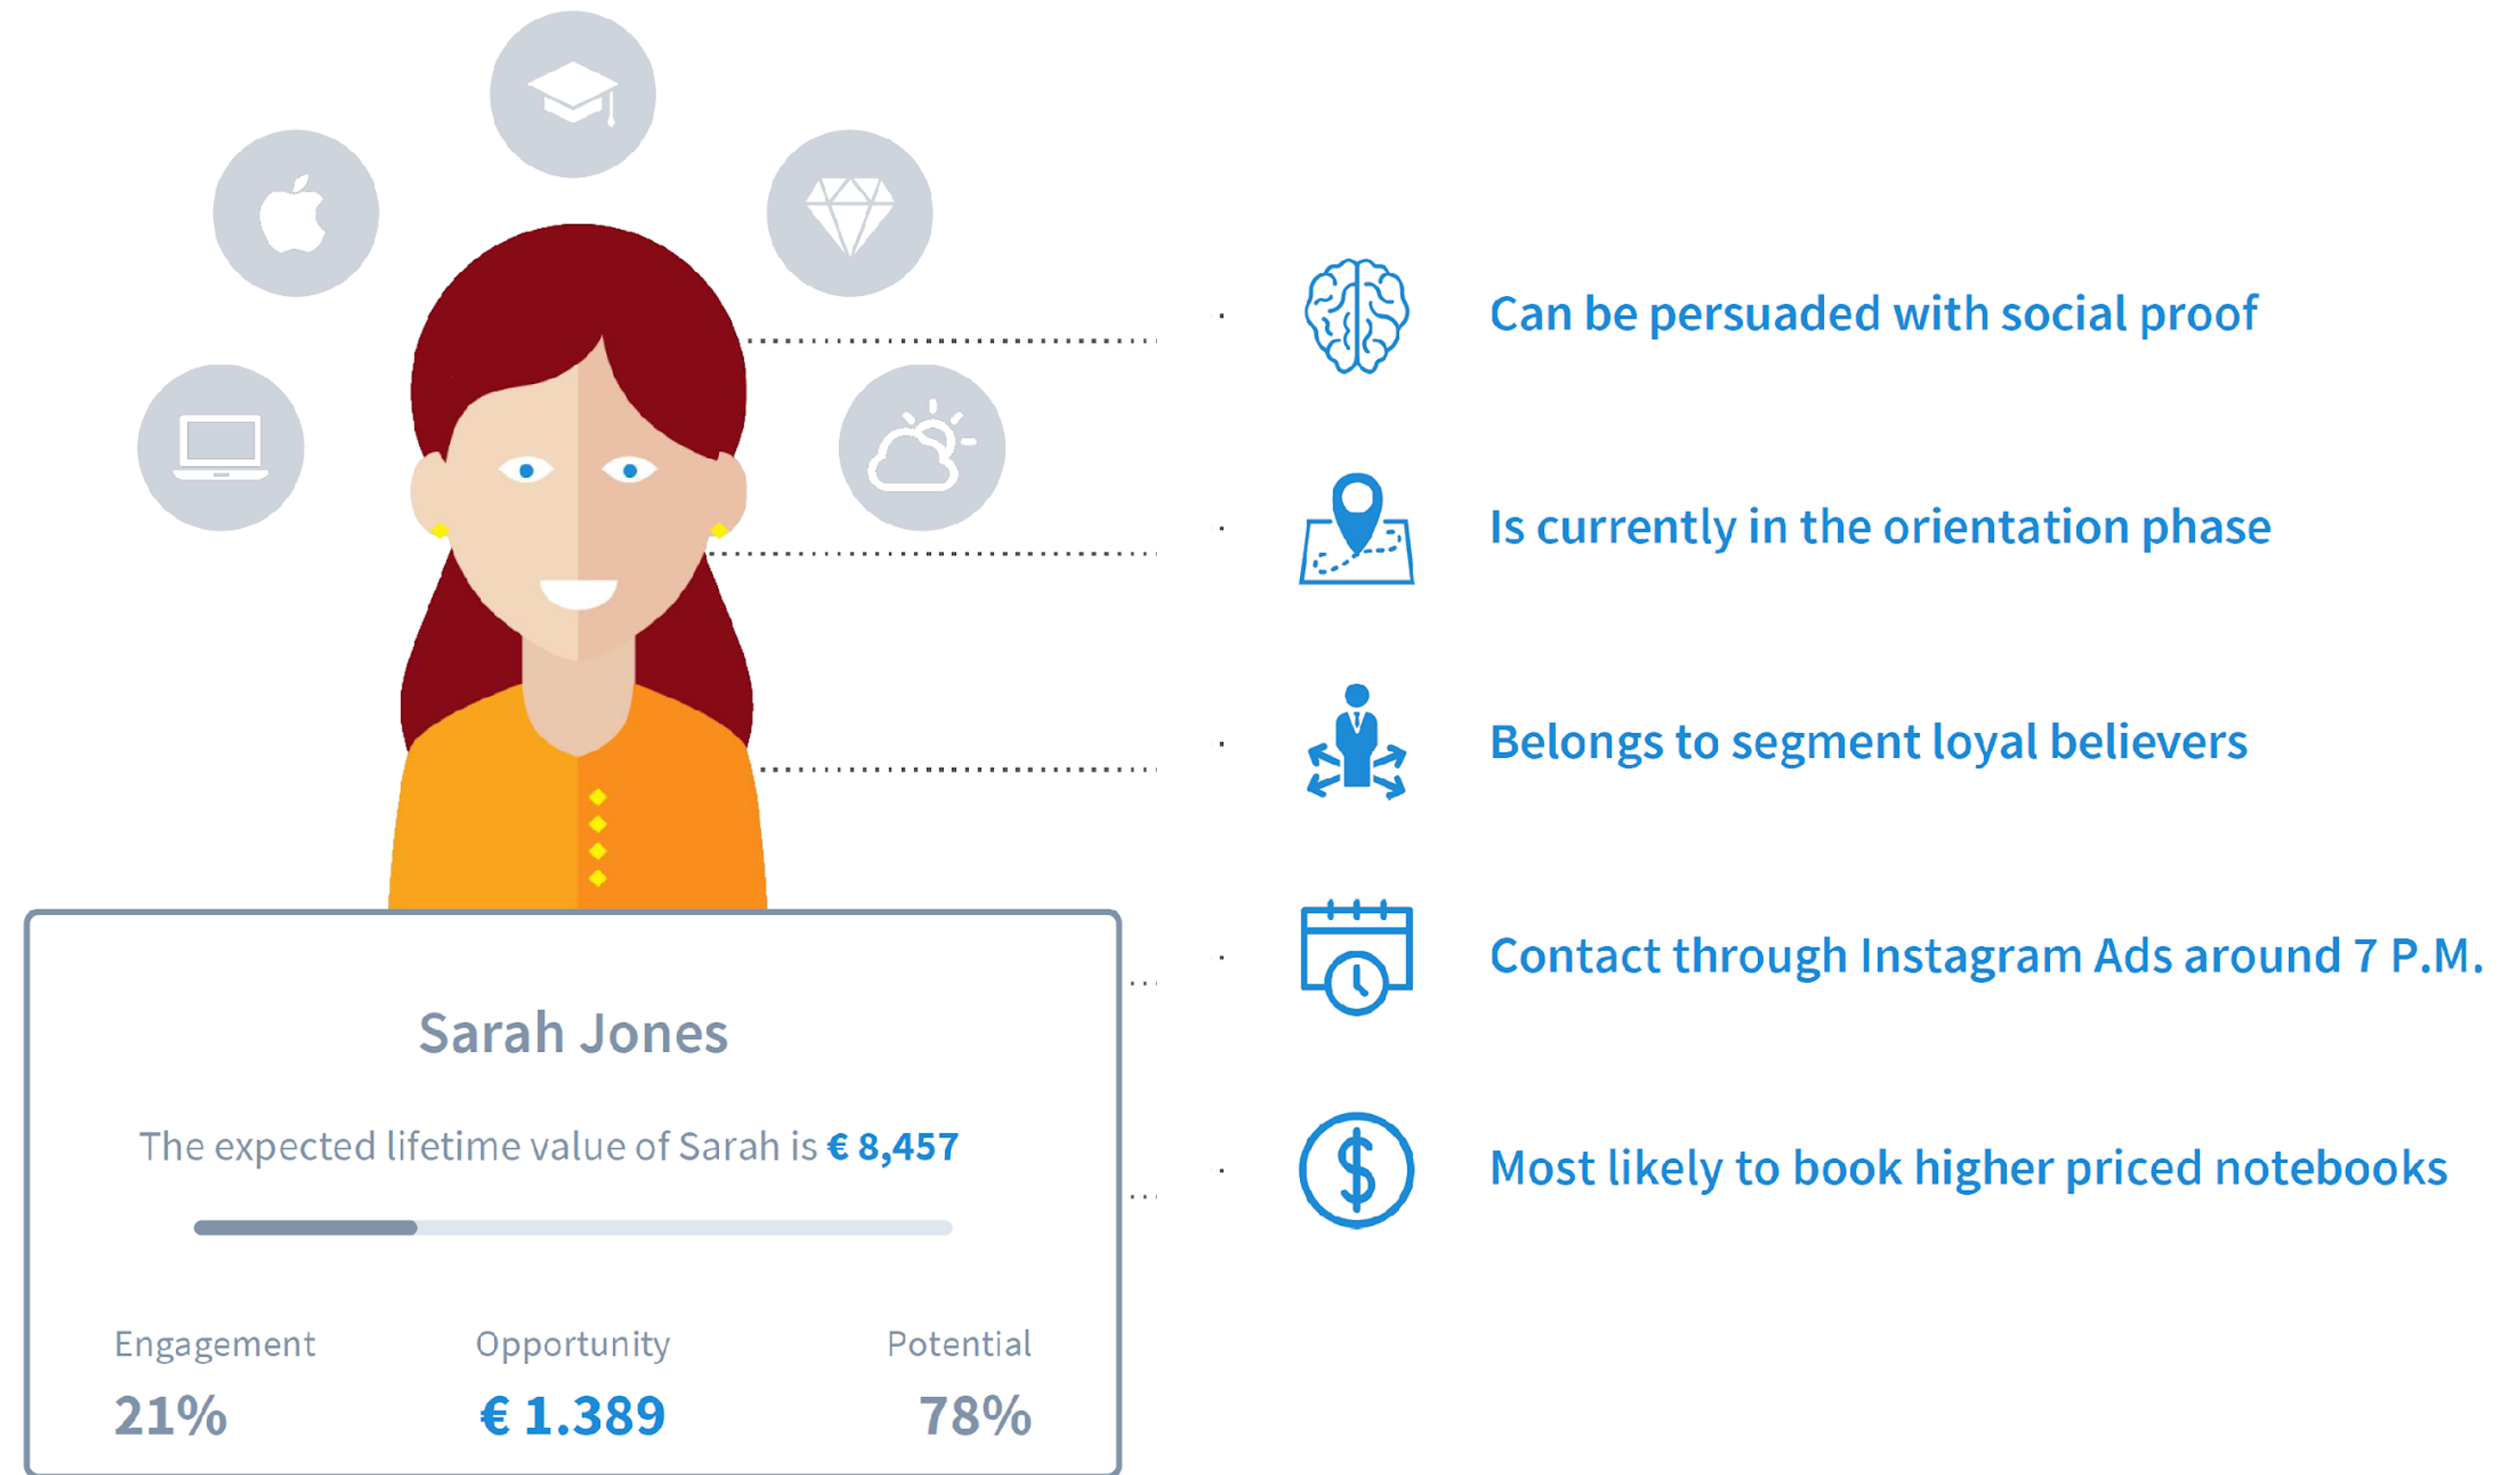 Can be persuaded with social proof
Is currently in the orientation phase
Belongs to segment loyal believers
Contact through Instagram Ads around 7 P.M.
Most likely to book higher priced notebooks
Sarah Jones
The expected lifetime value of Sarah is € 8,457
Engagement Opportunity Potential
21% € 1.389 78%